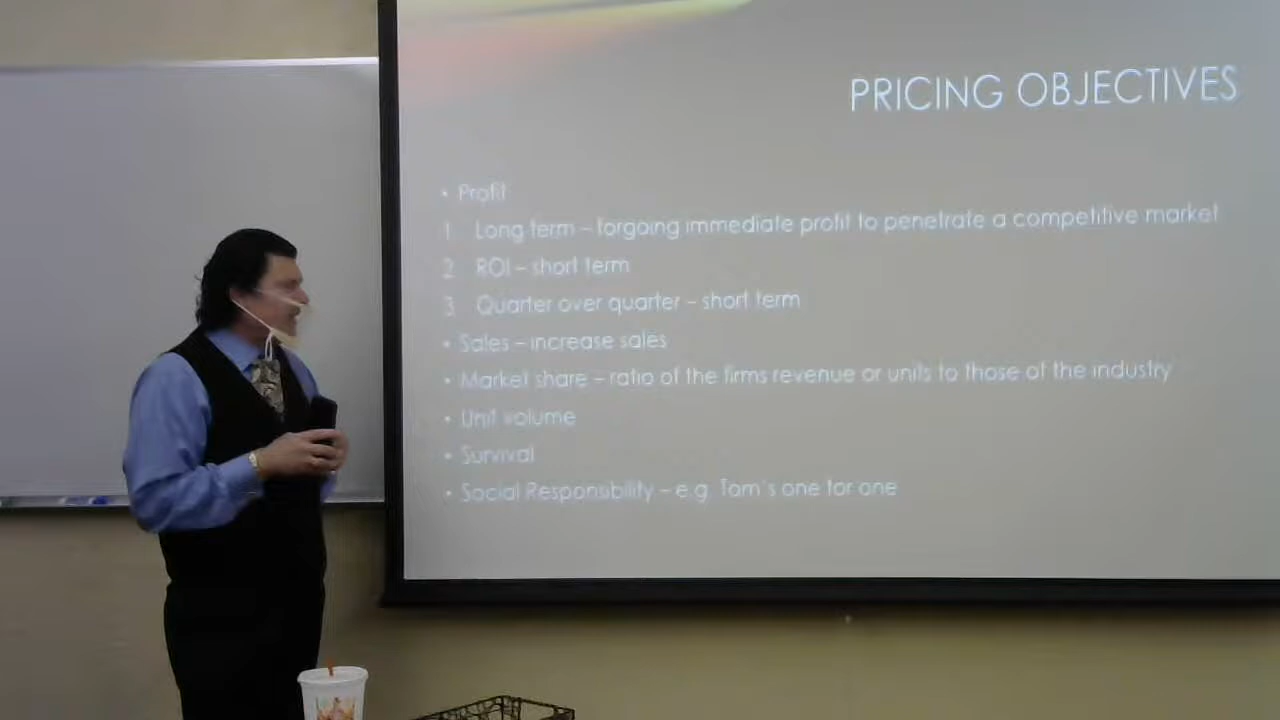 PRICING OBJECTIVES
• Profit
1 Long term – forgoing immediate profit to penetrate a competitive market
2 ROI – short term
3 Quarter over quarter – short term
• Sales – increase sales
• Market share – ratio of the firms revenue or units to those of the industry
• Unit volume
• Survival
• Social Responsibility – e.g. Tom's one for one